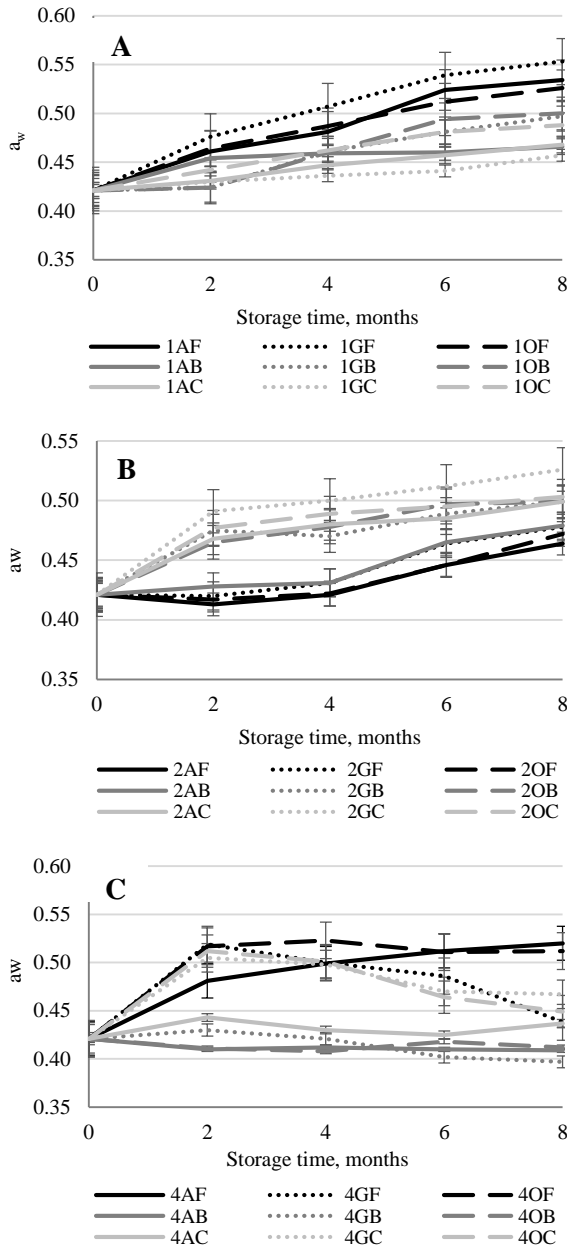 A
0.60
0.55
0.50
0.45
0.40
0.35
a_w
0 2 4 6 8
Storage time, months
1AF 1GF 1OF
1AB 1GB 1OB
1AC 1GC 1OC
B
0.55
0.50
0.45
0.40
0.35
aw
0 2 4 6 8
Storage time, months
2AF 2GF 2OF
2AB 2GB 2OB
2AC 2GC 2OC
C
0.60
0.55
0.50
0.45
0.40
0.35
aw
0 2 4 6 8
Storage time, months
4AF 4GF 4OF
4AB 4GB 4OB
4AC 4GC 4OC